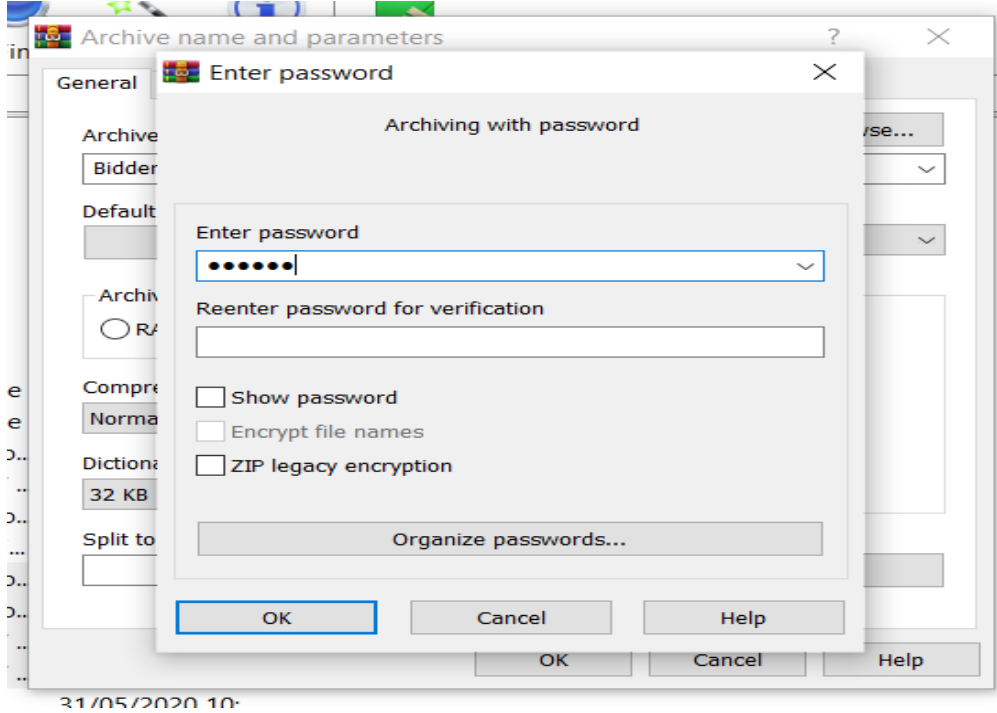 Archive name and parameters ?
Enter password
General
Archiving with password
Archive
Bidder
Default
Enter password
••••••
Archiv
Reenter password for verification
RA
Compre
Show password
Norma
Encrypt file names
Dictiona
ZIP legacy encryption
32 KB
Split to
Organize passwords...
OK Cancel Help
OK Cancel Help
31/05/2020 10: